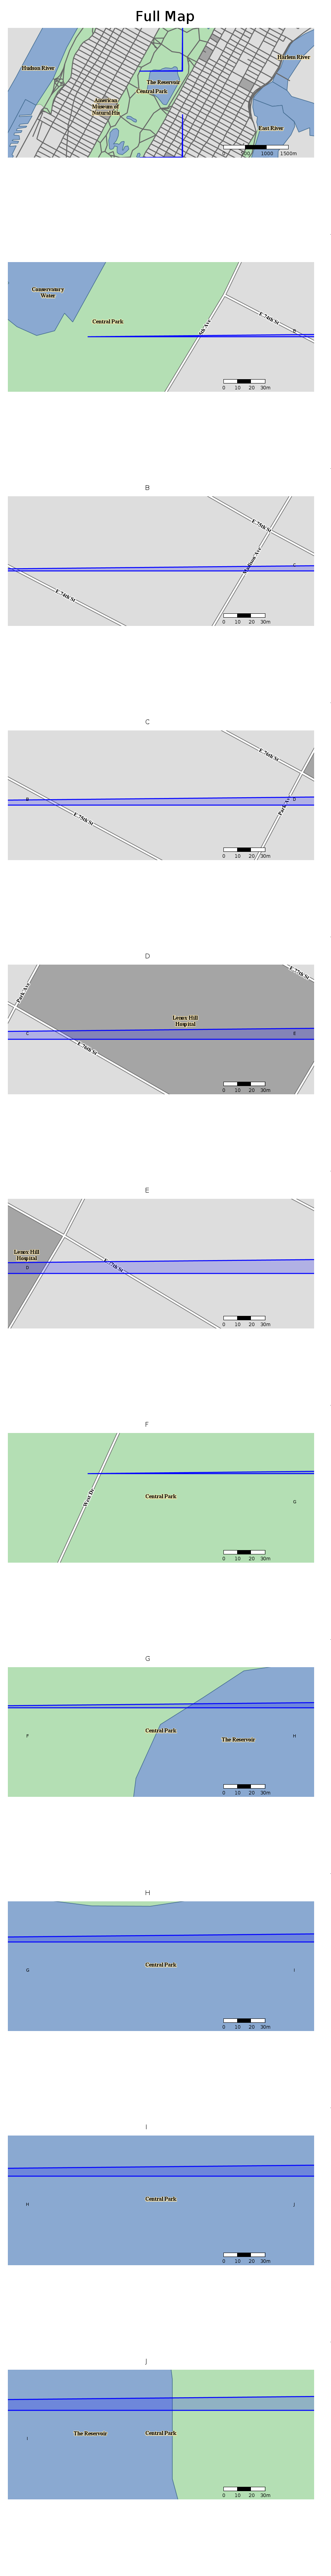 Full Map
Hudson River
Harlem River
The Reservoir
Central Park
American
Museum of
Natural His
East River
500 1000 1500m
Conservatory
Water
Central Park
5th Ave
E 74th St
B
0 10 20 30m
B
E 75th St
Madison Ave
C
E 74th St
0 10 20 30m
C
E 76th St
B
D
Park Ave
E 75th St
0 10 20 30m
D
E 77th St
Park Ave
Lenox Hill
Hospital
C
E
E 76th St
0 10 20 30m
E
Lenox Hill
Hospital
D
E 77th St
0 10 20 30m
F
West Dr
Central Park
G
0 10 20 30m
G
Central Park
F
The Reservoir
H
0 10 20 30m
H
Central Park
G
I
0 10 20 30m
I
Central Park
H
J
0 10 20 30m
J
The Reservoir
Central Park
I
0 10 20 30m